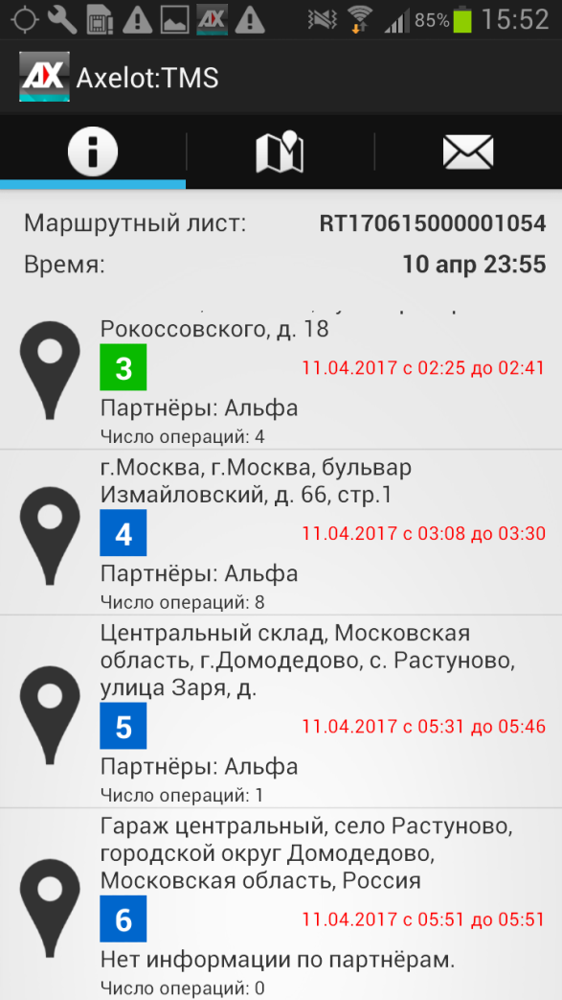 85% 15:52
AX Axelot:TMS
Маршрутный лист: RT170615000001054
Время: 10 апр 23:55
Рокоссовского, д. 18
3 11.04.2017 с 02:25 до 02:41
Партнёры: Альфа
Число операций: 4
г.Москва, г.Москва, бульвар
Измайловский, д. 66, стр.1
4 11.04.2017 с 03:08 до 03:30
Партнёры: Альфа
Число операций: 8
Центральный склад, Московская
область, г.Домодедово, с. Растуново,
улица Заря, д.
5 11.04.2017 с 05:31 до 05:46
Партнёры: Альфа
Число операций: 1
Гараж центральный, село Растуново,
городской округ Домодедово,
Московская область, Россия
6 11.04.2017 с 05:51 до 05:51
Нет информации по партнёрам.
Число операций: 0